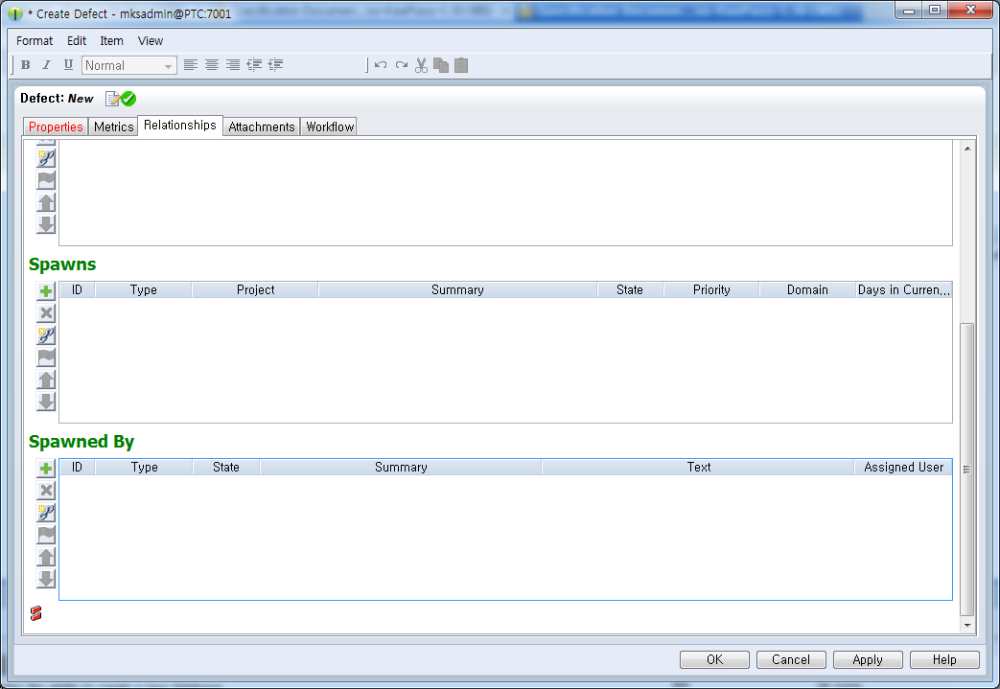 * Create Defect - mksadmin@PTC:7001
Format Edit Item View
B I U Normal
Defect: New
Properties Metrics Relationships Attachments Workflow
Spawns
ID Type Project Summary State Priority Domain Days in Curren...
Spawned By
ID Type State Summary Text Assigned User
OK Cancel Apply Help